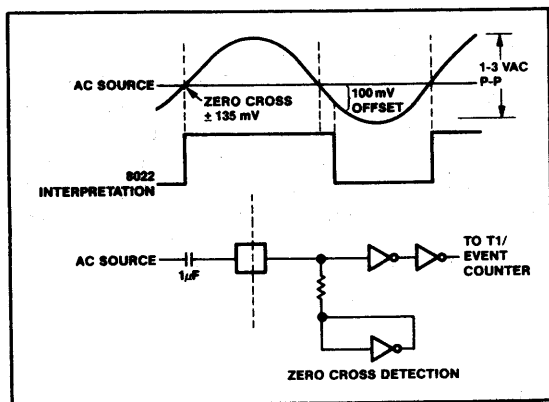 1-3 VAC
P-P
AC SOURCE
ZERO CROSS
± 135 mV
100 mV
OFFSET
8022
INTERPRETATION
AC SOURCE
1μF
TO T1/
EVENT
COUNTER
ZERO CROSS DETECTION